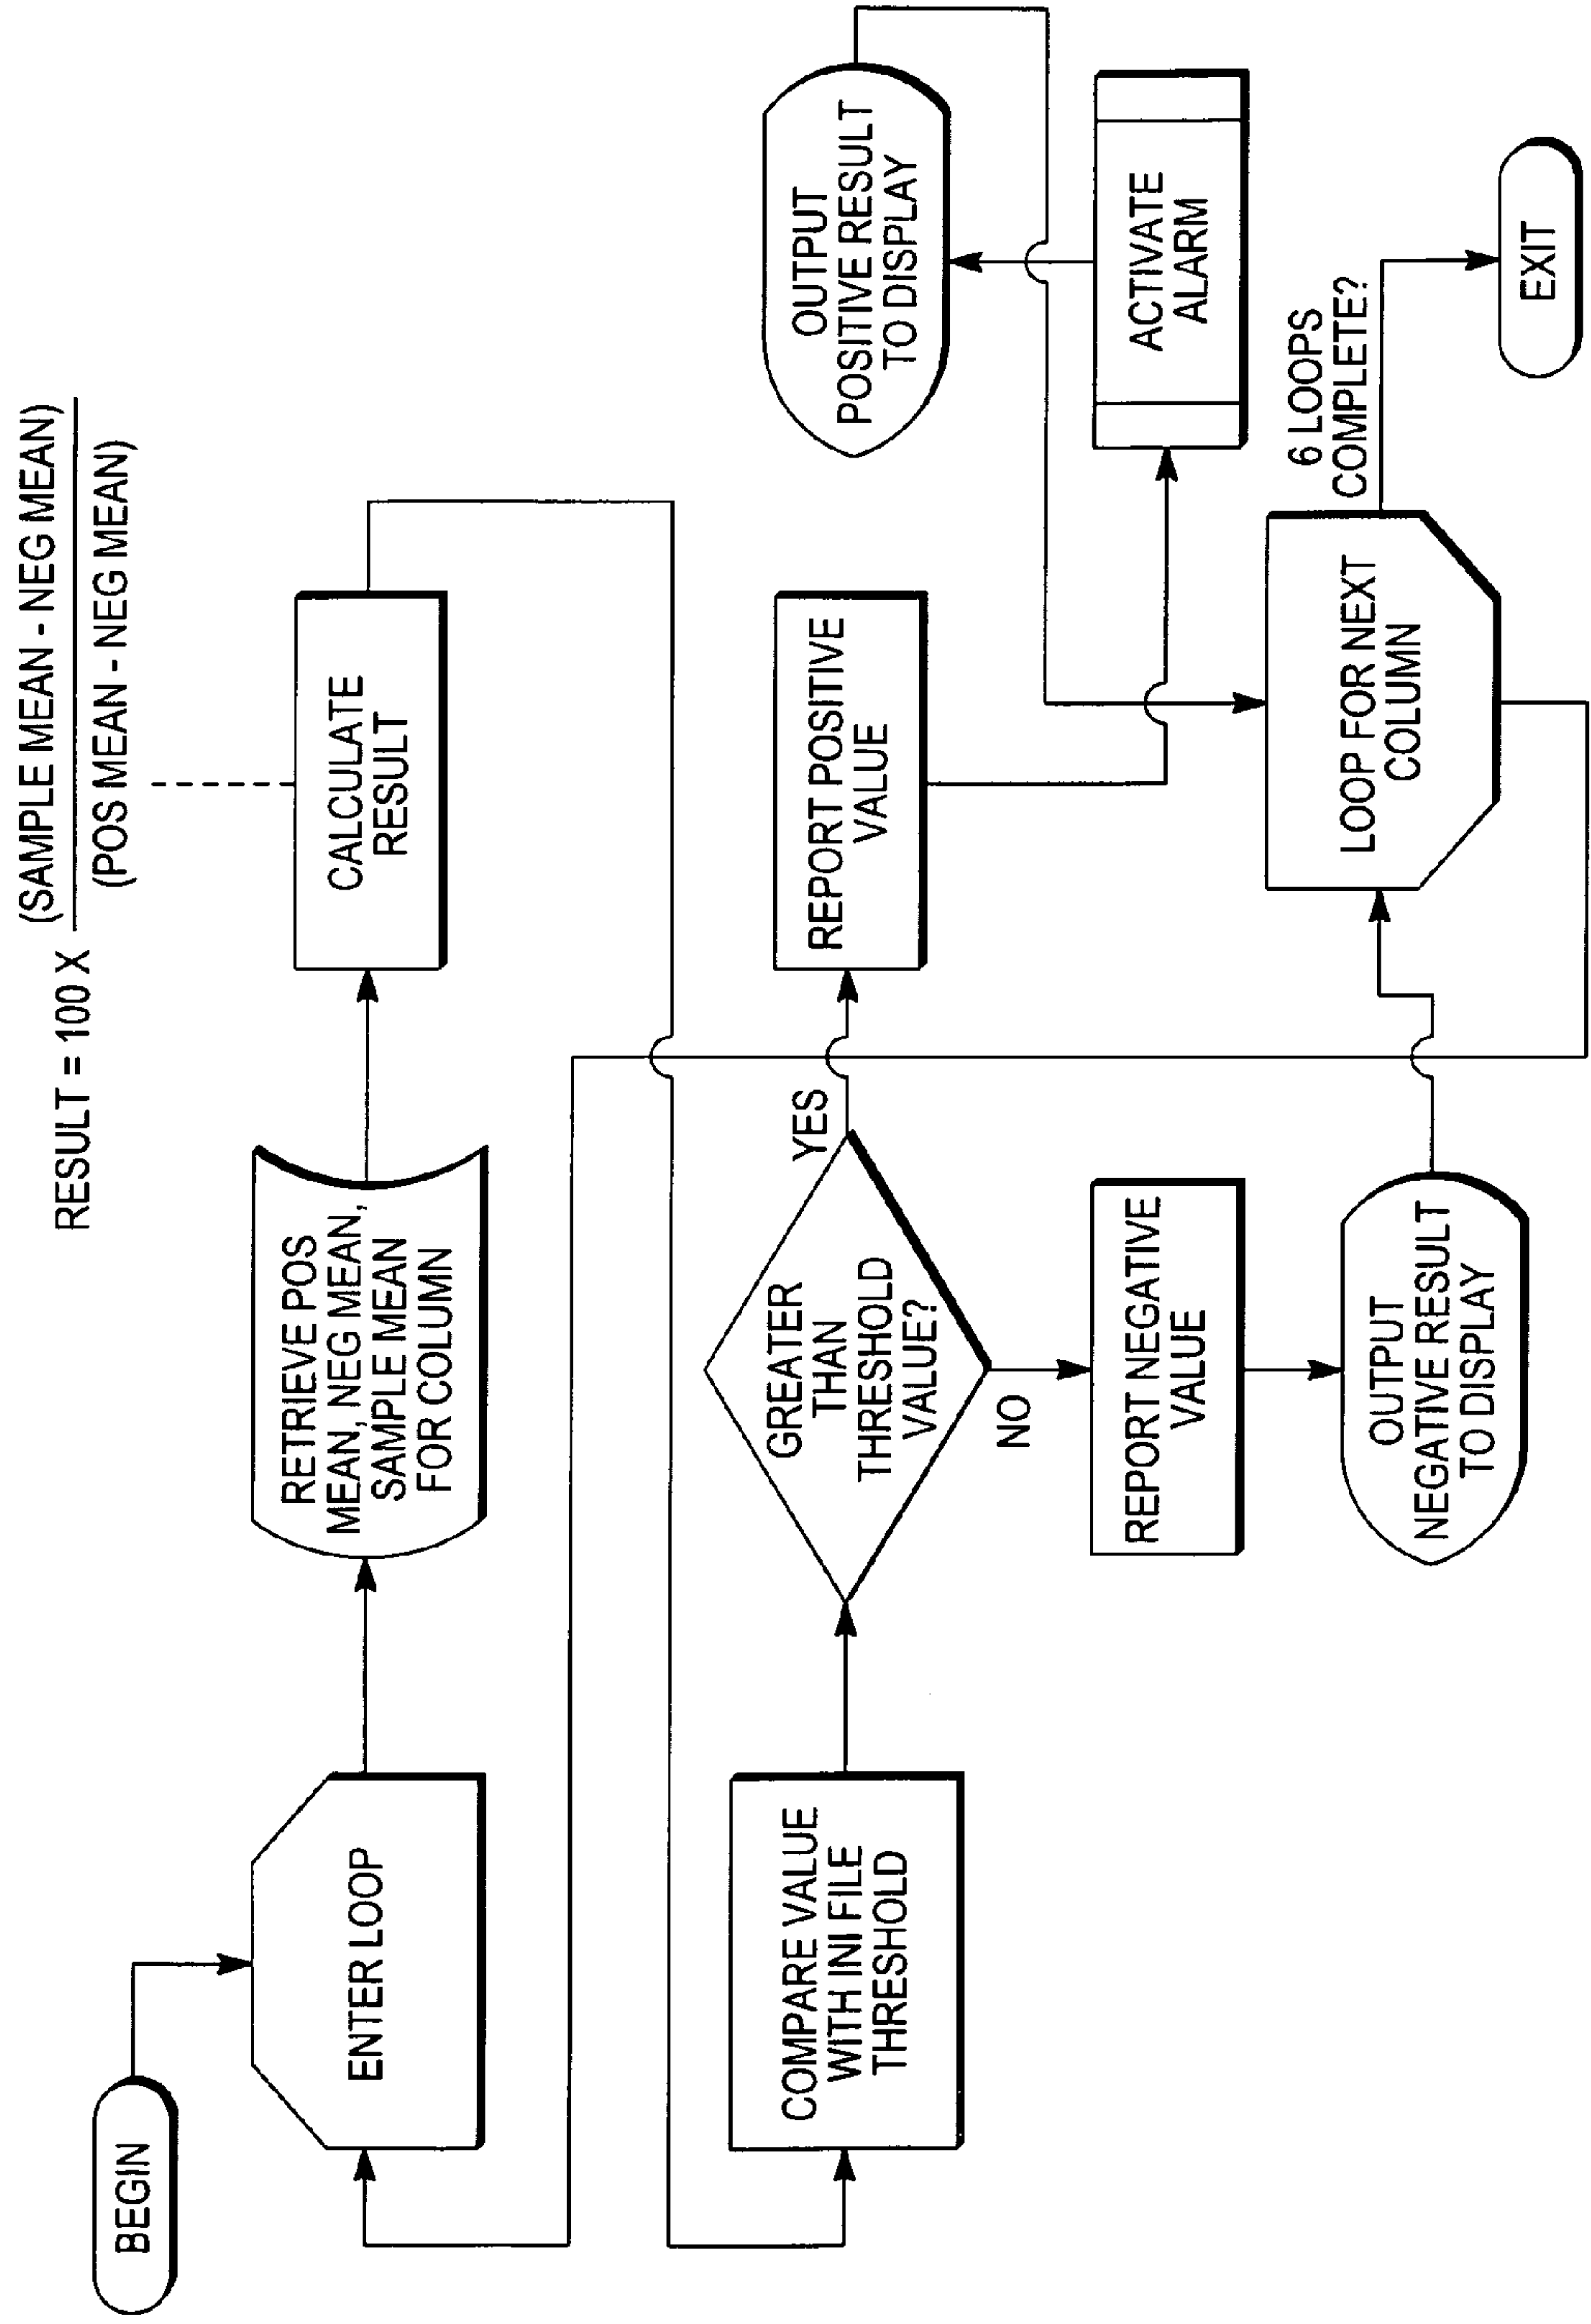 RESULT = 100 X (SAMPLE MEAN - NEG MEAN)
(POS MEAN - NEG MEAN)
BEGIN
ENTER LOOP
RETRIEVE POS
MEAN, NEG MEAN,
SAMPLE MEAN
FOR COLUMN
CALCULATE
RESULT
COMPARE VALUE
WITH INI FILE
THRESHOLD
GREATER
THAN
THRESHOLD
VALUE?
YES
NO
REPORT POSITIVE
VALUE
OUTPUT
POSITIVE RESULT
TO DISPLAY
ACTIVATE
ALARM
REPORT NEGATIVE
VALUE
OUTPUT
NEGATIVE RESULT
TO DISPLAY
LOOP FOR NEXT
COLUMN
6 LOOPS
COMPLETE?
EXIT